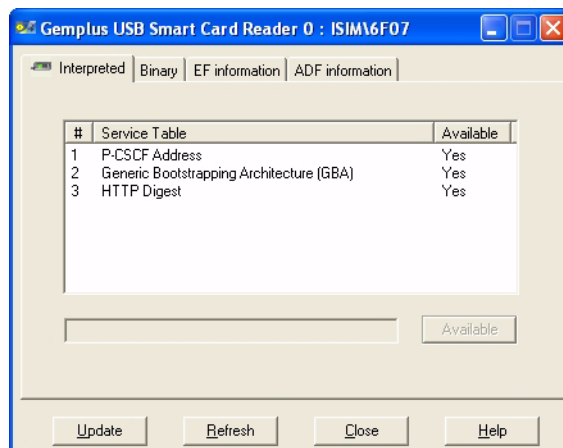 Gemplus USB Smart Card Reader 0 : ISIM\6F07
Interpreted Binary EF information ADF information
# Service Table Available
1 P-CSCF Address Yes
2 Generic Bootstrapping Architecture (GBA) Yes
3 HTTP Digest Yes
Available
Update Refresh Close Help